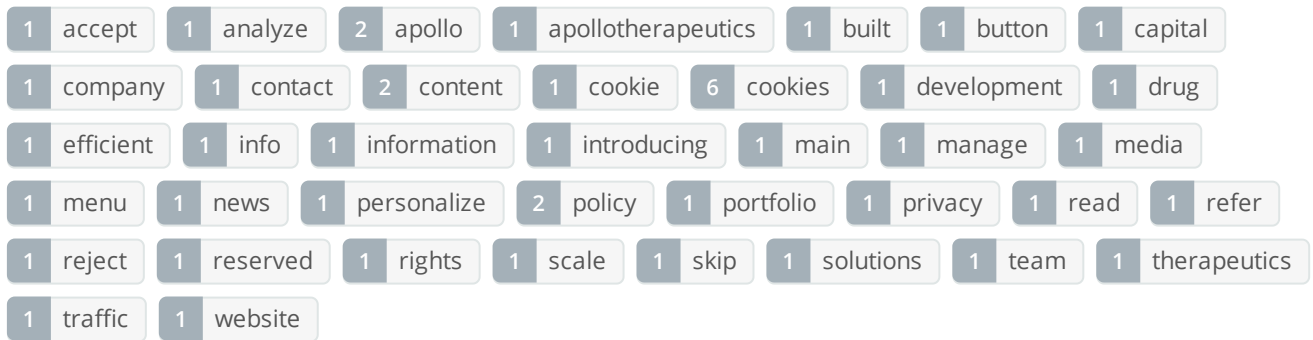 1 accept 1 analyze 2 apollo 1 apollotherapeutics 1 built 1 button 1 capital
1 company 1 contact 2 content 1 cookie 6 cookies 1 development 1 drug
1 efficient 1 info 1 information 1 introducing 1 main 1 manage 1 media
1 menu 1 news 1 personalize 2 policy 1 portfolio 1 privacy 1 read 1 refer
1 reject 1 reserved 1 rights 1 scale 1 skip 1 solutions 1 team 1 therapeutics
1 traffic 1 website